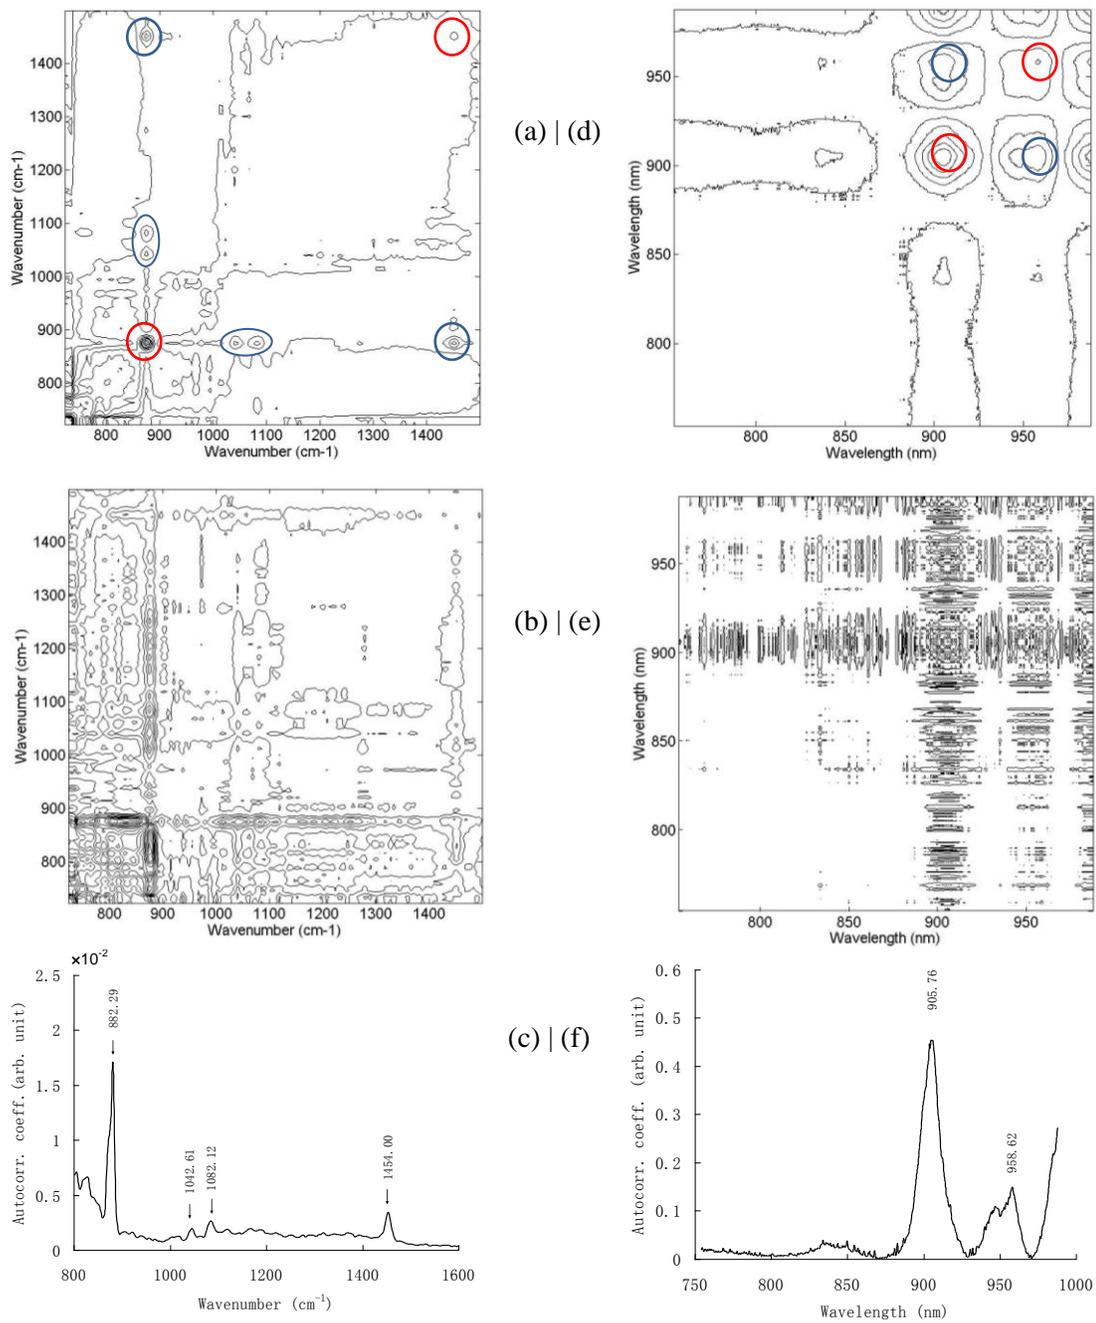 1400
1300
1200
1100
1000
900
800
Wavenumber (cm-1)
800 900 1000 1100 1200 1300 1400
Wavenumber (cm-1)
(a) | (d)
950
900
850
800
Wavelength (nm)
800 850 900 950
Wavelength (nm)
1400
1300
1200
1100
1000
900
800
Wavenumber (cm-1)
800 900 1000 1100 1200 1300 1400
Wavenumber (cm-1)
(b) | (e)
950
900
850
800
Wavelength (nm)
800 850 900 950
Wavelength (nm)
×10⁻²
2.5
2
1.5
1
0.5
0
Autocorr. coeff.(arb. unit)
882.29
1042.61
1082.12
1454.00
800 1000 1200 1400 1600
Wavenumber (cm⁻¹)
(c) | (f)
0.6
0.5
0.4
0.3
0.2
0.1
0
Autocorr. coeff. (arb. unit)
905.76
958.62
750 800 850 900 950 1000
Wavelength (nm)